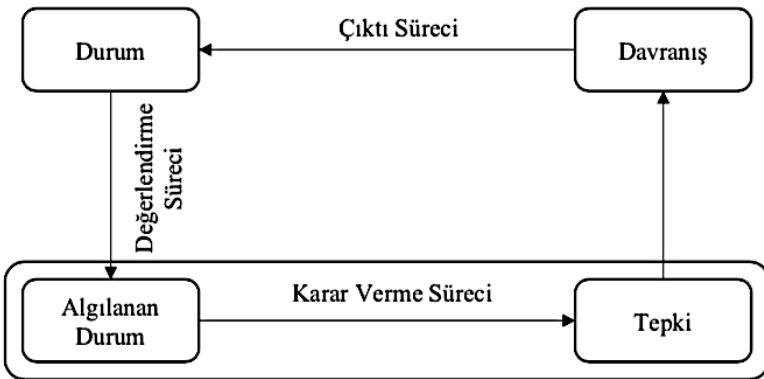 Durum
Çıktı Süreci
Davranış
Değerlendirme
Süreci
Algılanan
Durum
Karar Verme Süreci
Tepki